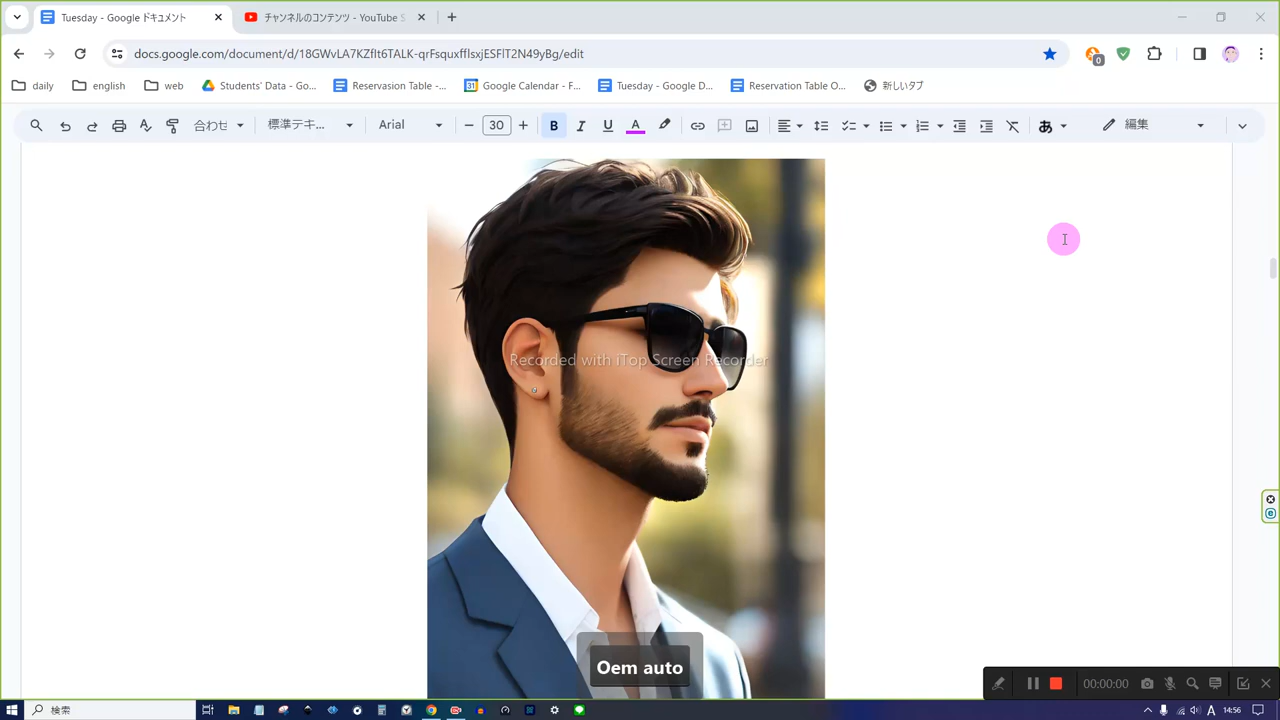 Tuesday - Google ドキュメント
チャンネルのコンテンツ - YouTube S
docs.google.com/document/d/18GWvLA7KZfIt6TALK-qrFsquxfflsxjESFlT2N49yBg/edit
0
daily
english
web
Students' Data - Go...
Reservasion Table -...
31
Google Calendar - F...
Tuesday - Google D...
Reservation Table O...
新しいタブ
合わせ
標準テキ...
Arial
30
B
I
U
A
あ
編集
Recorded with iTop Screen Recorder
Oem auto
00:00:00
検索
A
14:56